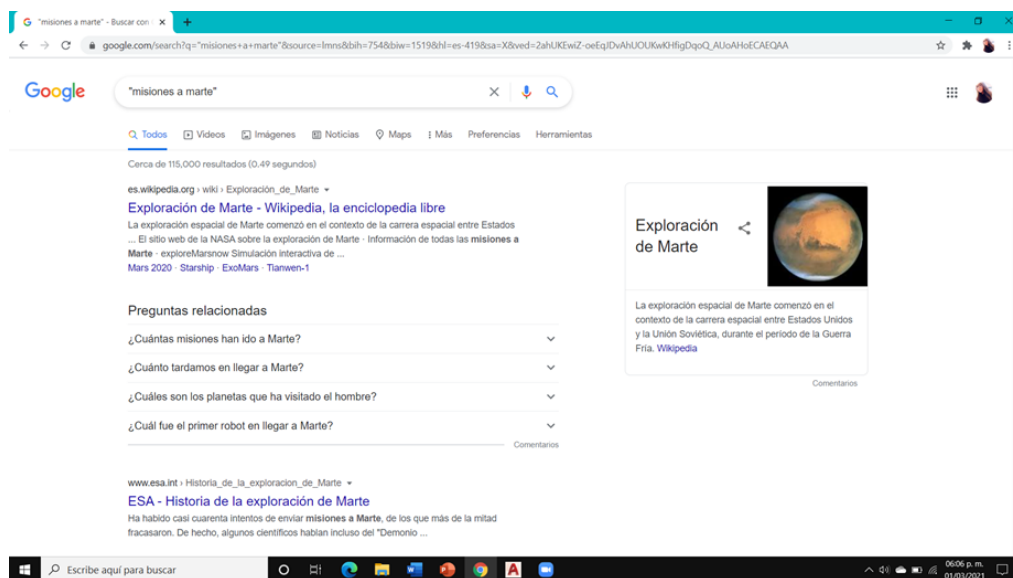 "misiones a marte" - Buscar con
google.com/search?q="misiones+a+marte"&source=lmns&bih=754&biw=1519&hl=es-419&sa=X&ved=2ahUKEwiZ-oeEqJDvAhUOUKwKHfigDqoQ_AUoAHoECAEQAA
Google
"misiones a marte"
Todos Videos Imágenes Noticias Maps Más Preferencias Herramientas
Cerca de 115,000 resultados (0.49 segundos)
es.wikipedia.org › wiki › Exploración_de_Marte
Exploración de Marte - Wikipedia, la enciclopedia libre
La exploración espacial de Marte comenzó en el contexto de la carrera espacial entre Estados
... El sitio web de la NASA sobre la exploración de Marte · Información de todas las misiones a
Marte · exploreMarsnow Simulación interactiva de ...
Mars 2020 · Starship · ExoMars · Tianwen-1
Preguntas relacionadas
¿Cuántas misiones han ido a Marte?
¿Cuánto tardamos en llegar a Marte?
¿Cuáles son los planetas que ha visitado el hombre?
¿Cuál fue el primer robot en llegar a Marte?
Comentarios
www.esa.int › Historia_de_la_exploracion_de_Marte
ESA - Historia de la exploración de Marte
Ha habido casi cuarenta intentos de enviar misiones a Marte, de los que más de la mitad
fracasaron. De hecho, algunos científicos hablan incluso del "Demonio ...
Exploración
de Marte
La exploración espacial de Marte comenzó en el
contexto de la carrera espacial entre Estados Unidos
y la Unión Soviética, durante el período de la Guerra
Fría. Wikipedia
Comentarios
Escribe aquí para buscar
06:06 p. m.
01/03/2021